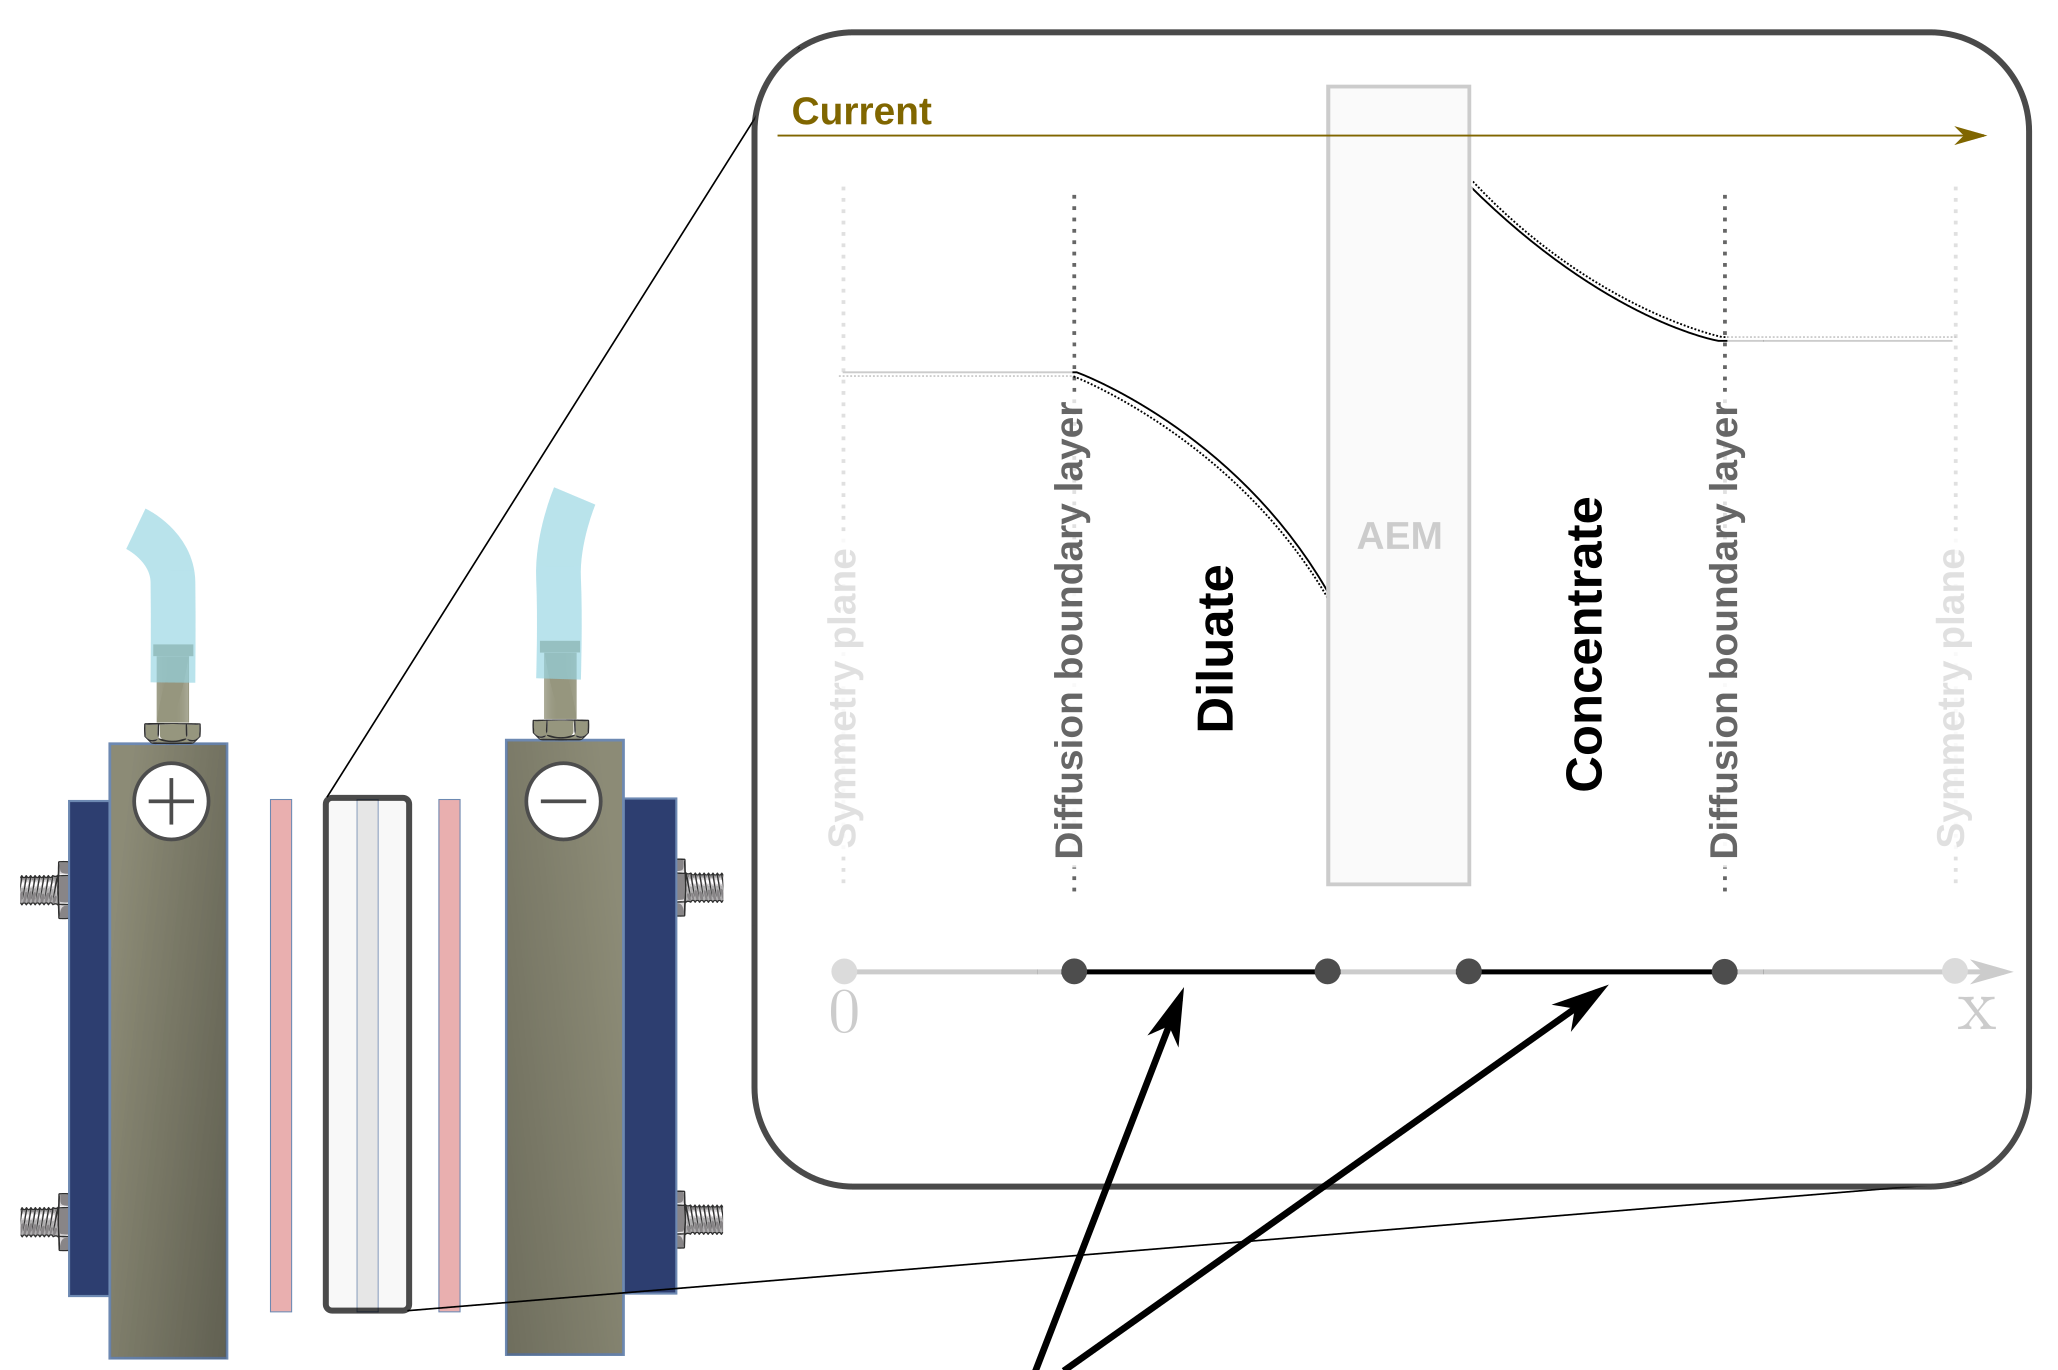 Current
Symmetry plane
Diffusion boundary layer
Diluate
AEM
Concentrate
Diffusion boundary layer
Symmetry plane
+
−
0
x